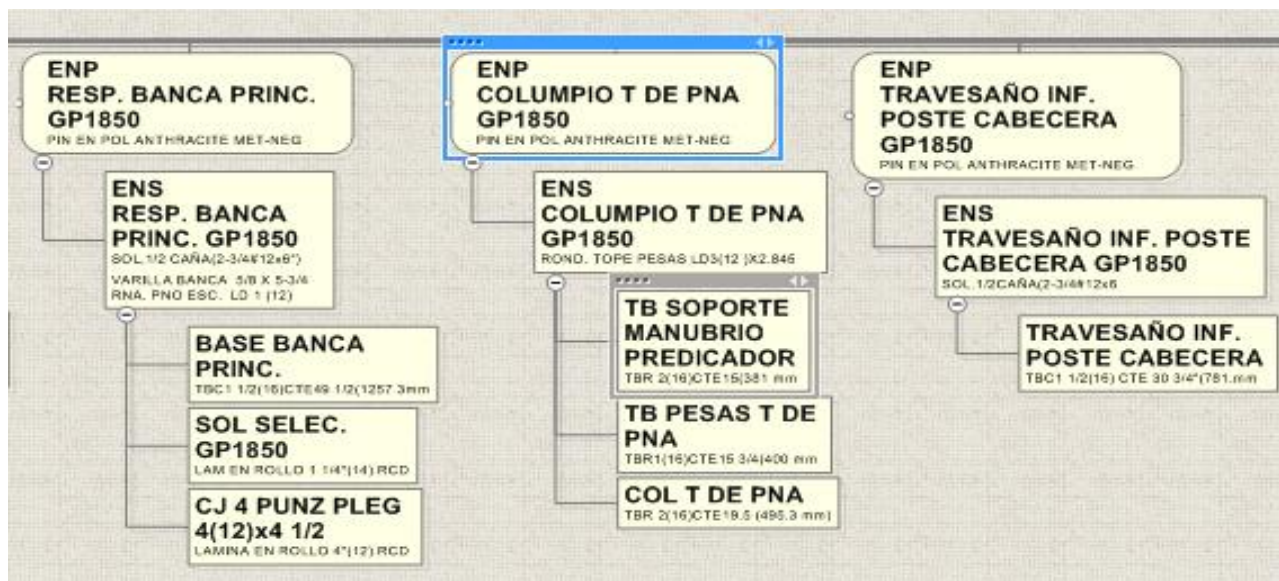 ENP
RESP. BANCA PRINC.
GP1850
PIN EN POL ANTHRACITE MET-NEG
ENS
RESP. BANCA
PRINC. GP1850
SOL.1/2 CAÑA(2-3/4#12x6")
VARILLA BANCA 5/8 X 5-3/4
RNA. PNO ESC. LD 1 (12)
BASE BANCA
PRINC.
TBC1 1/2(16)CTE49 1/2(1257 3mm
SOL SELEC.
GP1850
LAM EN ROLLO 1 1/4"(14) RCD
CJ 4 PUNZ PLEG
4(12)x4 1/2
LAMINA EN ROLLO 4"(12) RCD
ENP
COLUMPIO T DE PNA
GP1850
PIN EN POL ANTHRACITE MET-NEG
ENS
COLUMPIO T DE PNA
GP1850
ROND. TOPE PESAS LD3(12 )X2.845
TB SOPORTE
MANUBRIO
PREDICADOR
TBR 2(16)CTE15(381 mm
TB PESAS T DE
PNA
TBR1(16)CTE15 3/4(400 mm
COL T DE PNA
TBR 2(16)CTE19.5 (495.3 mm)
ENP
TRAVESAÑO INF.
POSTE CABECERA
GP1850
PIN EN POL ANTHRACITE MET-NEG
ENS
TRAVESAÑO INF. POSTE
CABECERA GP1850
SOL.1/2CAÑA(2-3/4#12x6
TRAVESAÑO INF.
POSTE CABECERA
TBC1 1/2(16) CTE 30 3/4"(781.mm